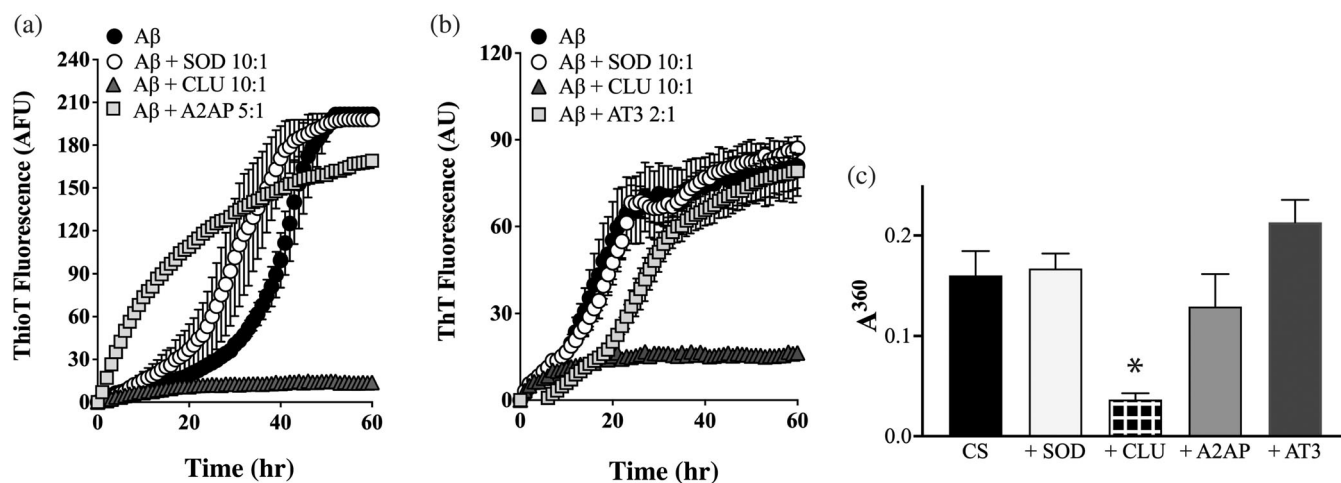 (a)
Aβ
Aβ + SOD 10:1
Aβ + CLU 10:1
Aβ + A2AP 5:1
ThioT Fluorescence (AFU)
240
210
180
150
120
90
60
30
0
0 20 40 60
Time (hr)
(b)
Aβ
Aβ + SOD 10:1
Aβ + CLU 10:1
Aβ + AT3 2:1
ThT Fluorescence (AU)
120
90
60
30
0
0 20 40 60
Time (hr)
(c)
A³⁶⁰
0.2
0.1
0.0
*
CS + SOD + CLU + A2AP + AT3